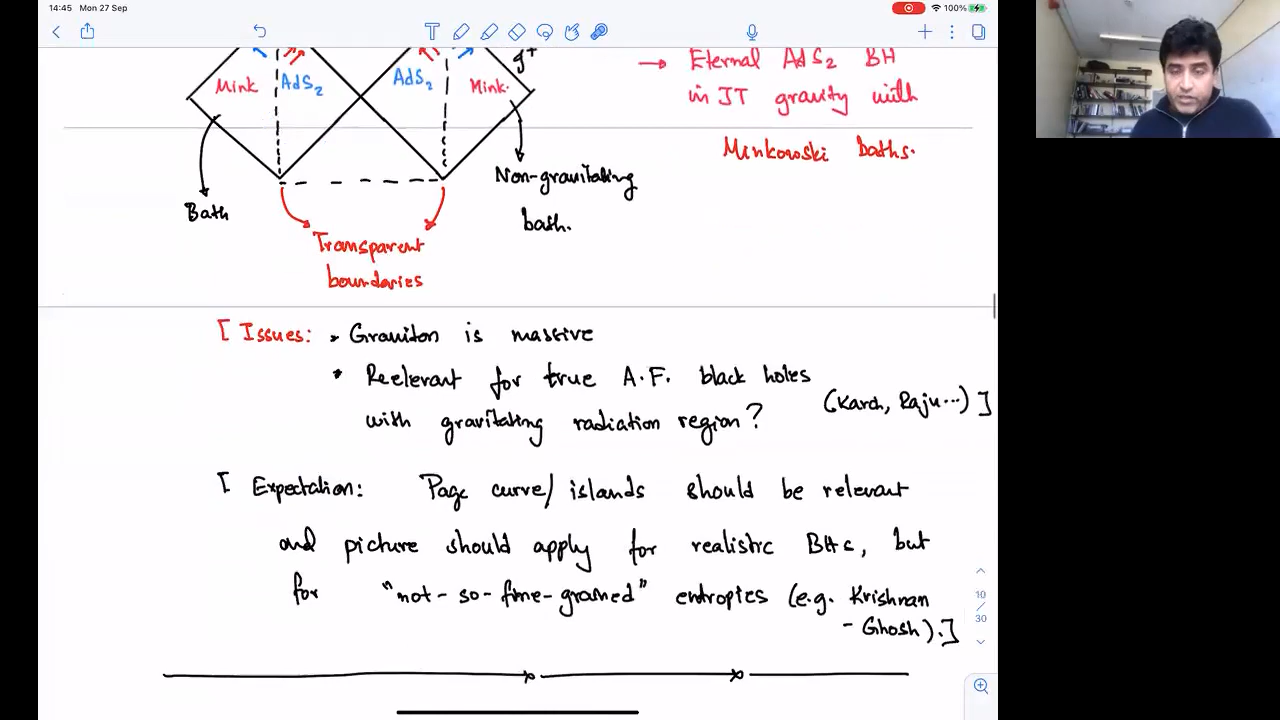 14:45 Mon 27 Sep
100%
g+
Mink
AdS2
AdS2
Mink.
→ Eternal AdS2 BH
in JT gravity with
Minkowski baths.
Bath
Non-gravitating
bath.
Transparent
boundaries
[ Issues: • Graviton is massive
• Relevant for true A.F. black holes
with gravitating radiation region?
(Karch, Raju...) ]
[ Expectation: Page curve/islands should be relevant
and picture should apply for realistic BHs, but
for "not-so-fine-grained" entropies (e.g. Krishnan
- Ghosh).]
10
/
30